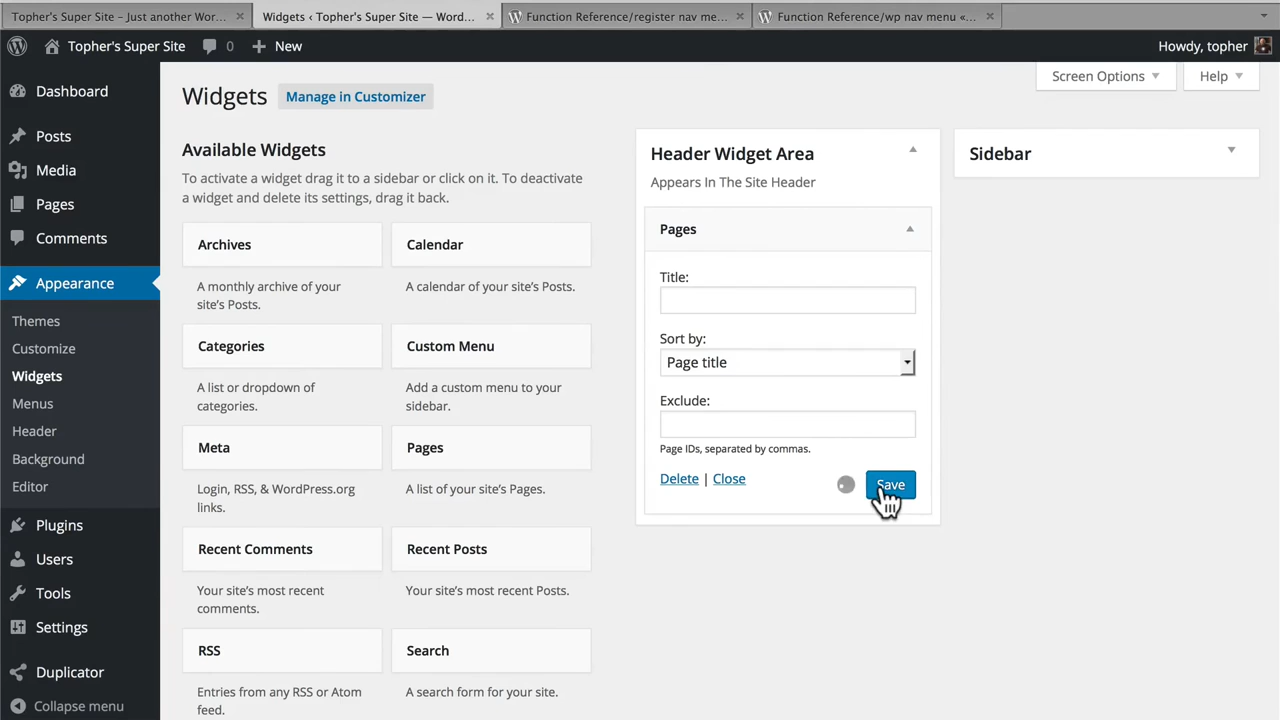 Topher's Super Site – Just another Wor...
Widgets ‹ Topher's Super Site — Word...
Function Reference/register nav me...
Function Reference/wp nav menu «...
Topher's Super Site
0
New
Howdy, topher
Dashboard
Posts
Media
Pages
Comments
Appearance
Themes
Customize
Widgets
Menus
Header
Background
Editor
Plugins
Users
Tools
Settings
Duplicator
Collapse menu
Screen Options
Help
Widgets
Manage in Customizer
Available Widgets
To activate a widget drag it to a sidebar or click on it. To deactivate
a widget and delete its settings, drag it back.
Archives
A monthly archive of your
site's Posts.
Calendar
A calendar of your site's Posts.
Categories
A list or dropdown of
categories.
Custom Menu
Add a custom menu to your
sidebar.
Meta
Login, RSS, & WordPress.org
links.
Pages
A list of your site's Pages.
Recent Comments
Your site's most recent
comments.
Recent Posts
Your site's most recent Posts.
RSS
Entries from any RSS or Atom
feed.
Search
A search form for your site.
Header Widget Area
Appears In The Site Header
Pages
Title:
Sort by:
Page title
Exclude:
Page IDs, separated by commas.
Delete | Close
Save
Sidebar